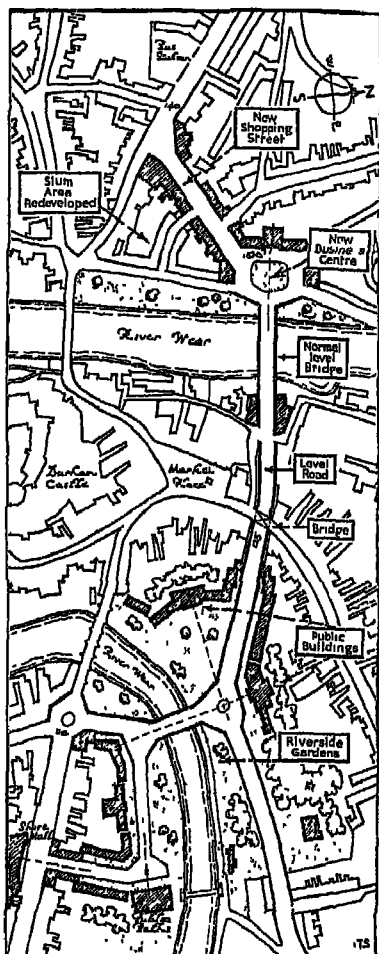 Bus
Station
S
N
New
Shopping
Street
Slum
Area
Redeveloped
New
Business
Centre
River Wear
Normal
level
Bridge
Durham
Castle
Market
Place
Level
Road
Bridge
River Wear
Public
Buildings
Riverside
Gardens
Baths
T.S